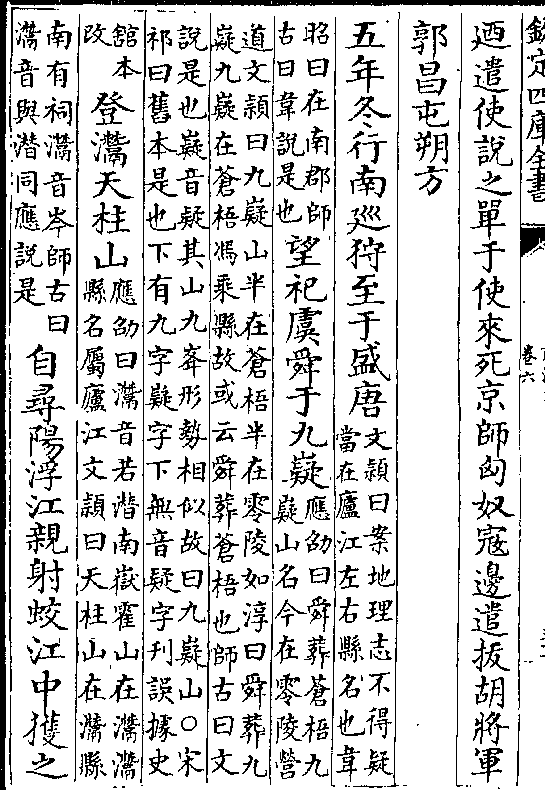 欽定四庫全書
卷六
廼遣使說之單于使來死京師匈奴寇邊遣拔胡將軍
郭昌屯朔方
五年冬行南廵狩至于盛唐文頴曰案地理志不得疑
當在廬江左右縣名也韋
昭曰在南郡師
古曰韋說是也望祀虞舜于九嶷應劭曰舜葬蒼梧九
嶷山名今在零陵營
道文頴曰九嶷山半在蒼梧半在零陵如淳曰舜葬九
嶷九嶷在蒼梧馮乘縣故或云舜葬蒼梧也師古曰文
說是也嶷音疑其山九峯形勢相似故曰九嶷山○宋
祁曰舊本是也下有九字嶷字下無音疑字刋誤據史
舘本
改登灊天柱山應劭曰灊音若潜南嶽霍山在灊灊
縣名屬廬江文頴曰天柱山在灊縣
南有祠灊音岑師古曰
灊音與潜同應說是自尋陽浮江親射蛟江中獲之